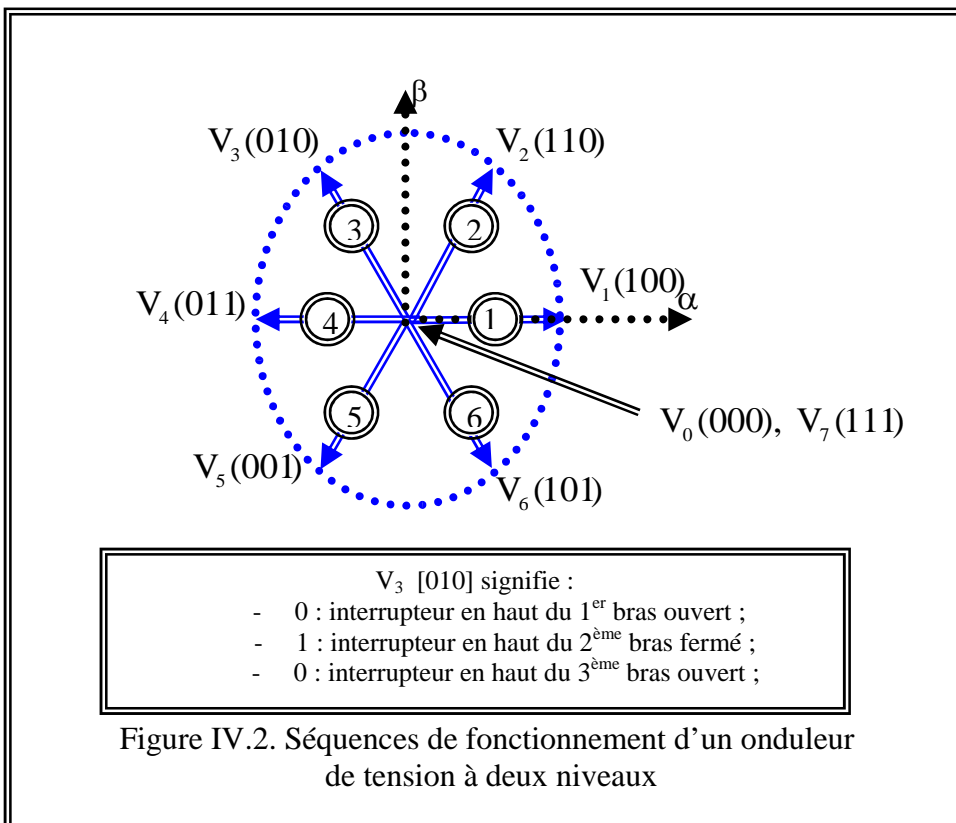 β
V₃(010)
V₂(110)
3
2
V₁(100)
α
V₄(011)
4
1
5
6
V₀(000), V₇(111)
V₅(001)
V₆(101)
V₃ [010] signifie :
- 0 : interrupteur en haut du 1er bras ouvert ;
- 1 : interrupteur en haut du 2ème bras fermé ;
- 0 : interrupteur en haut du 3ème bras ouvert ;
Figure IV.2. Séquences de fonctionnement d'un onduleur
de tension à deux niveaux